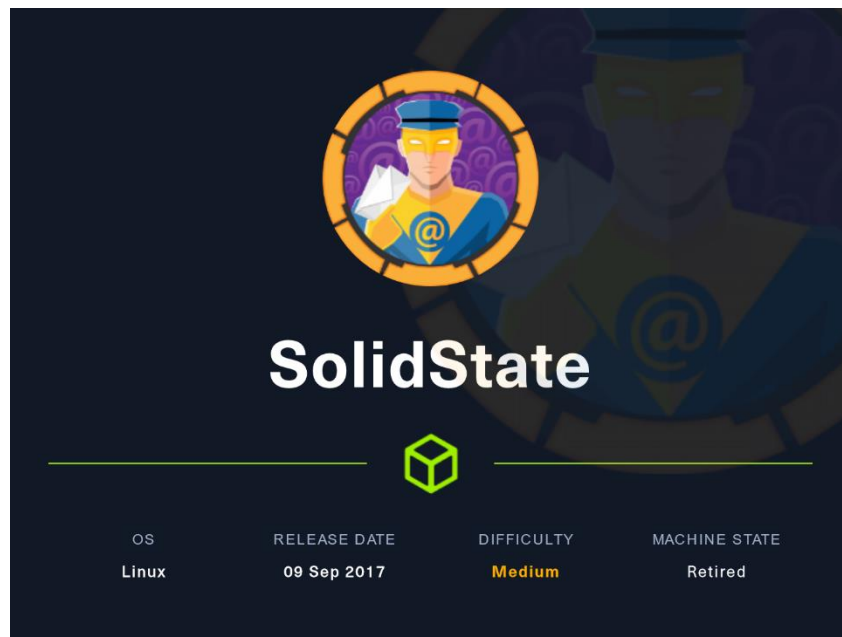 SolidState
OS RELEASE DATE DIFFICULTY MACHINE STATE
Linux 09 Sep 2017 Medium Retired